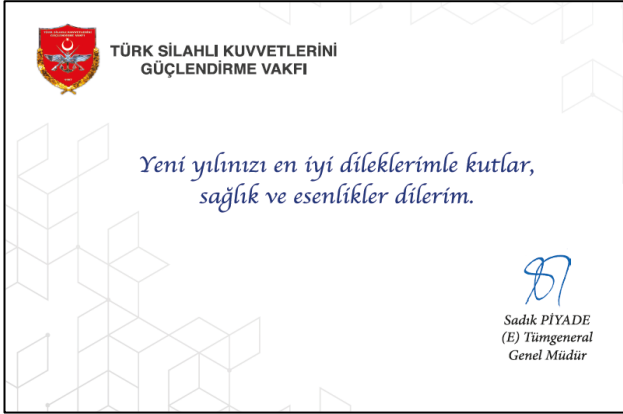 TÜRK SİLAHLI KUVVETLERİNİ
GÜÇLENDİRME VAKFI
Yeni yılınızı en iyi dileklerimle kutlar,
sağlık ve esenlikler dilerim.
Sadık PİYADE
(E) Tümgeneral
Genel Müdür